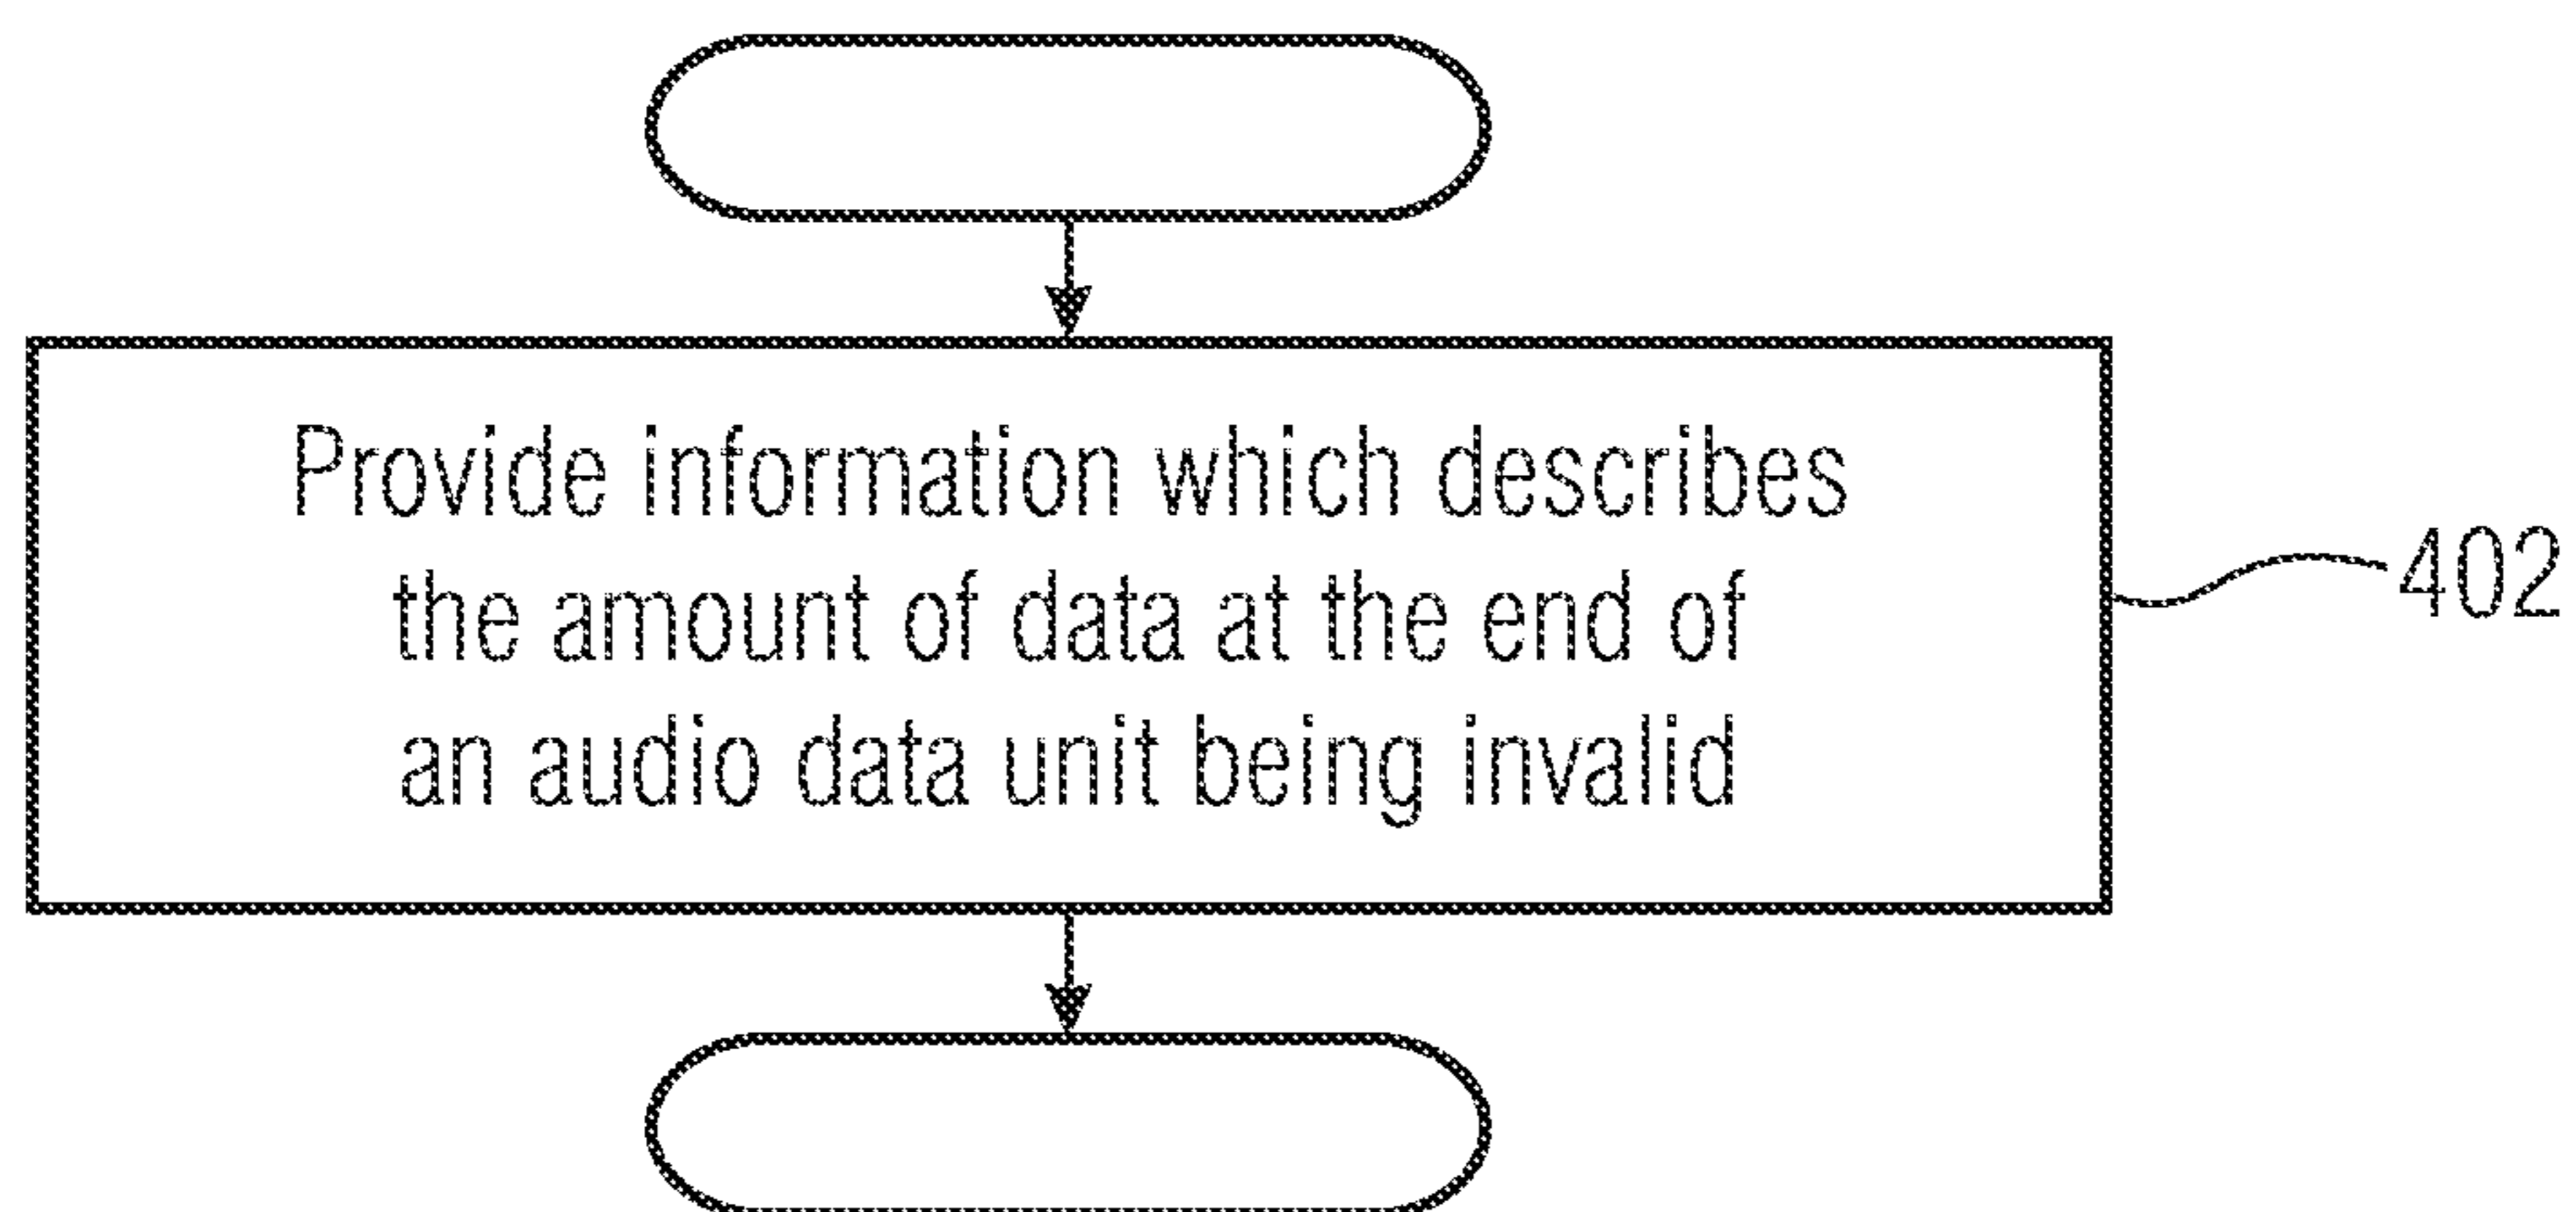 Provide information which describes
the amount of data at the end of
an audio data unit being invalid
402